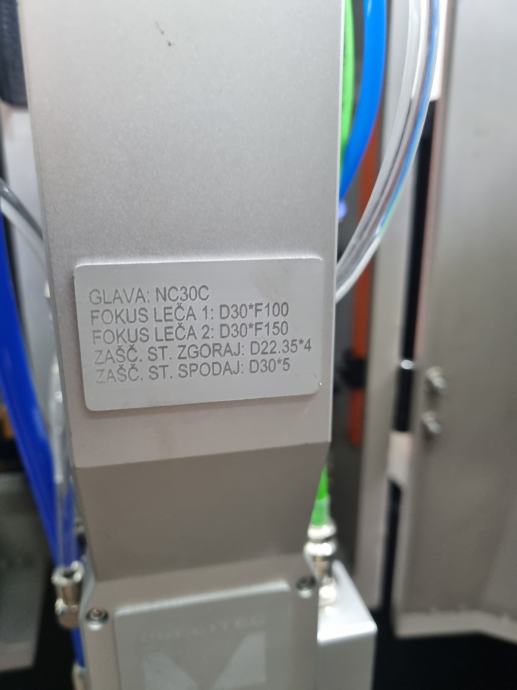 GLAVA: NC30C
FOKUS LEČA 1: D30*F100
FOKUS LEČA 2: D30*F150
ZAŠČ. ST. ZGORAJ: D22.35*4
ZAŠČ. ST. SPODAJ: D30*5